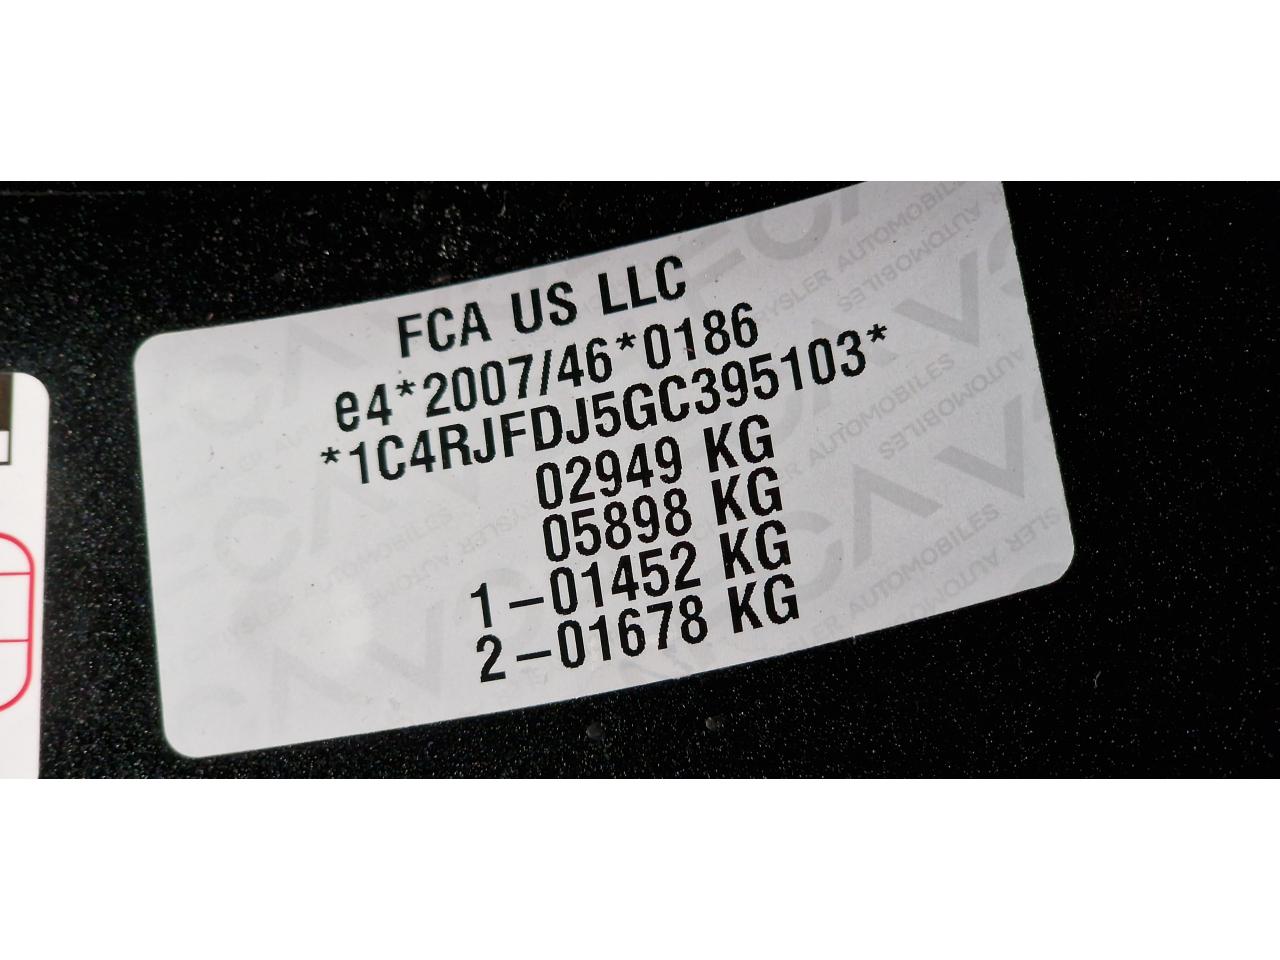 FCA US LLC
e4*2007/46*0186
*1C4RJFDJ5GC395103*
02949 KG
05898 KG
1-01452 KG
2-01678 KG